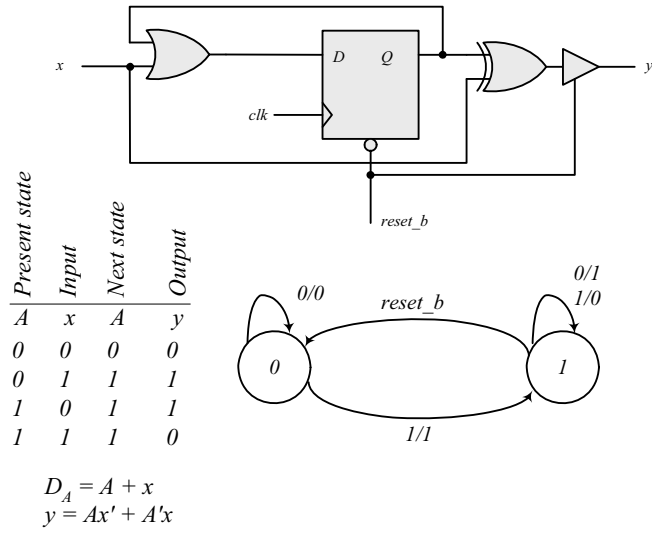 x
D Q
clk
y
reset_b
Present state
Input
Next state
Output
A x A y
0 0 0 0
0 1 1 1
1 0 1 1
1 1 1 0
D_A = A + x
y = Ax' + A'x
0/0
reset_b
0/1
1/0
0
1
1/1